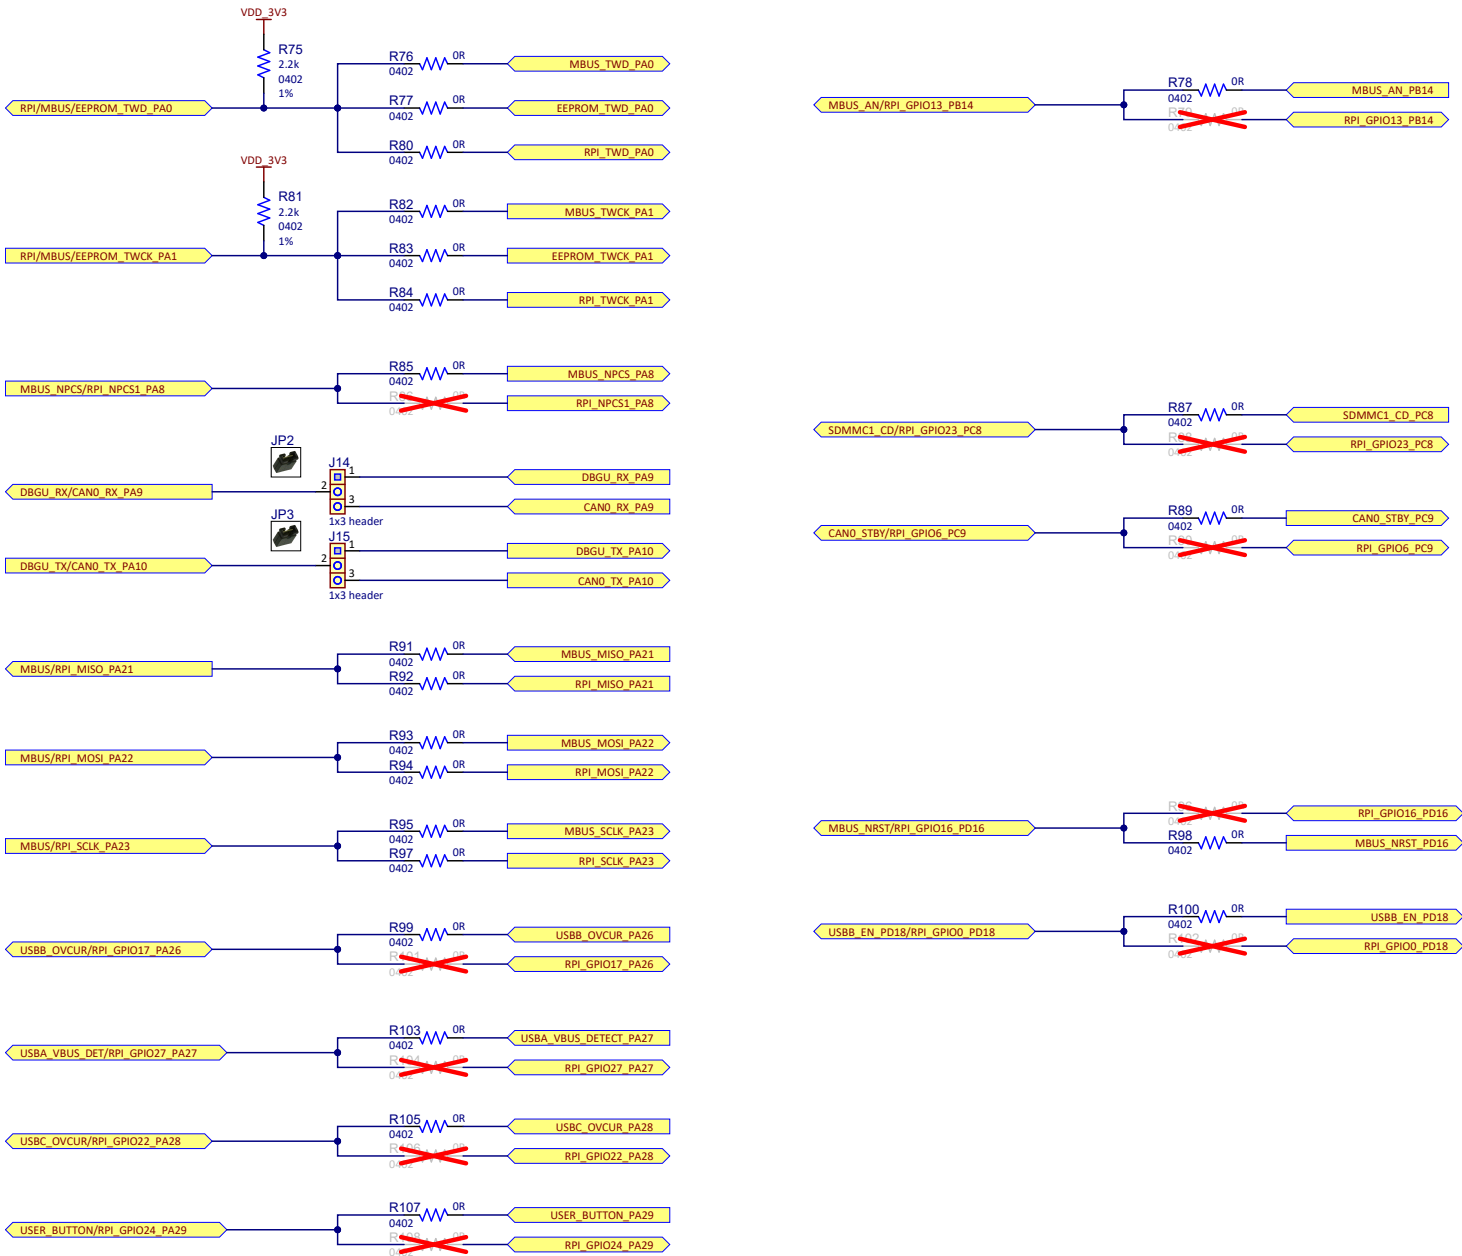 VDD_3V3
R75
2.2k
0402
1%
RPI/MBUS/EEPROM_TWD_PA0
R76
0R
0402
MBUS_TWD_PA0
R77
0R
0402
EEPROM_TWD_PA0
R80
0R
0402
RPI_TWD_PA0
VDD_3V3
R81
2.2k
0402
1%
RPI/MBUS/EEPROM_TWCK_PA1
R82
0R
0402
MBUS_TWCK_PA1
R83
0R
0402
EEPROM_TWCK_PA1
R84
0R
0402
RPI_TWCK_PA1
MBUS_NPCS/RPI_NPCS1_PA8
R85
0R
0402
MBUS_NPCS_PA8
RPI_NPCS1_PA8
JP2
J14
DBGU_RX/CAN0_RX_PA9
2
1
3
1x3 header
DBGU_RX_PA9
CAN0_RX_PA9
JP3
J15
DBGU_TX/CAN0_TX_PA10
2
1
3
1x3 header
DBGU_TX_PA10
CAN0_TX_PA10
MBUS/RPI_MISO_PA21
R91
0R
0402
MBUS_MISO_PA21
R92
0R
0402
RPI_MISO_PA21
MBUS/RPI_MOSI_PA22
R93
0R
0402
MBUS_MOSI_PA22
R94
0R
0402
RPI_MOSI_PA22
MBUS/RPI_SCLK_PA23
R95
0R
0402
MBUS_SCLK_PA23
R97
0R
0402
RPI_SCLK_PA23
USBB_OVCUR/RPI_GPIO17_PA26
R99
0R
0402
USBB_OVCUR_PA26
RPI_GPIO17_PA26
USBA_VBUS_DET/RPI_GPIO27_PA27
R103
0R
0402
USBA_VBUS_DETECT_PA27
RPI_GPIO27_PA27
USBC_OVCUR/RPI_GPIO22_PA28
R105
0R
0402
USBC_OVCUR_PA28
RPI_GPIO22_PA28
USER_BUTTON/RPI_GPIO24_PA29
R107
0R
0402
USER_BUTTON_PA29
RPI_GPIO24_PA29
MBUS_AN/RPI_GPIO13_PB14
R78
0R
0402
MBUS_AN_PB14
RPI_GPIO13_PB14
SDMMC1_CD/RPI_GPIO23_PC8
R87
0R
0402
SDMMC1_CD_PC8
RPI_GPIO23_PC8
CAN0_STBY/RPI_GPIO6_PC9
R89
0R
0402
CAN0_STBY_PC9
RPI_GPIO6_PC9
MBUS_NRST/RPI_GPIO16_PD16
RPI_GPIO16_PD16
R98
0R
0402
MBUS_NRST_PD16
USBB_EN_PD18/RPI_GPIO0_PD18
R100
0R
0402
USBB_EN_PD18
RPI_GPIO0_PD18